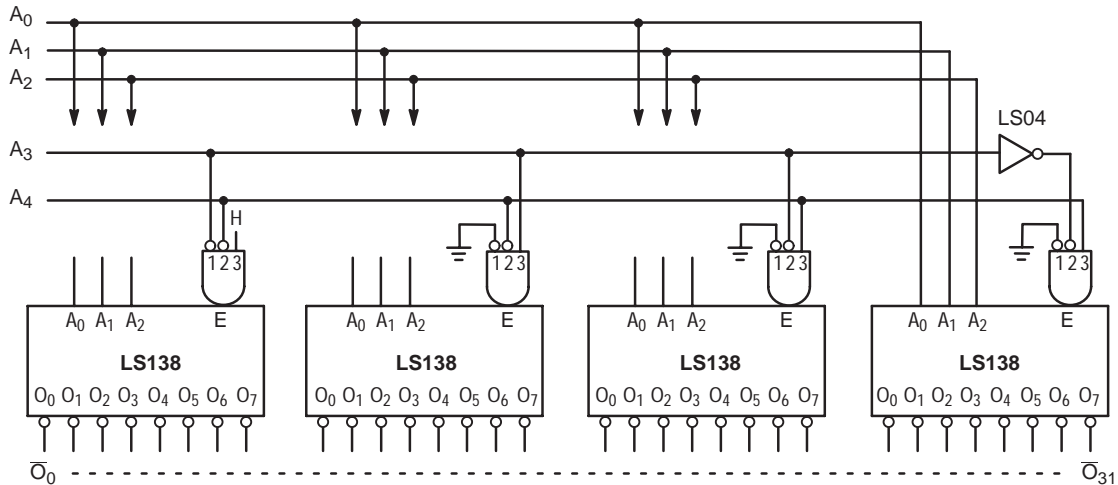 A0
A1
A2
LS04
A3
A4
H
123 123 123 123
A0 A1 A2 E A0 A1 A2 E A0 A1 A2 E A0 A1 A2 E
LS138 LS138 LS138 LS138
O0 O1 O2 O3 O4 O5 O6 O7 O0 O1 O2 O3 O4 O5 O6 O7 O0 O1 O2 O3 O4 O5 O6 O7 O0 O1 O2 O3 O4 O5 O6 O7
O̅0 O̅31